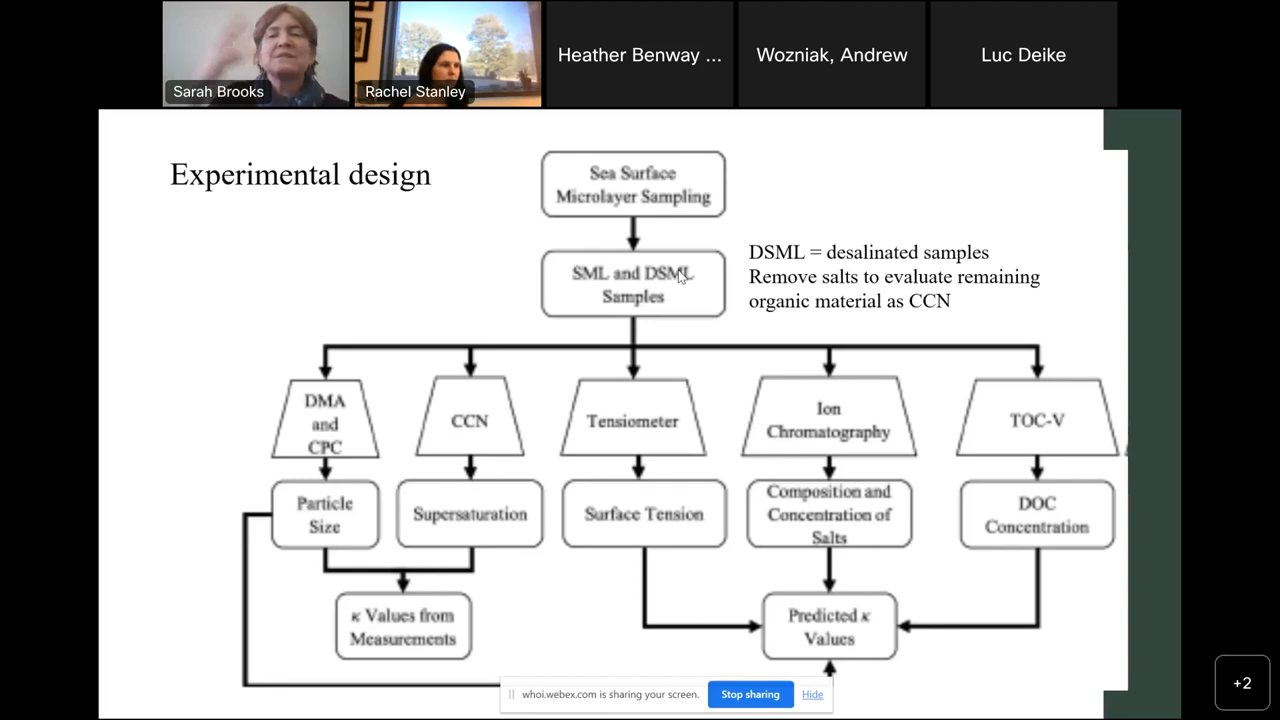 Sarah Brooks
Rachel Stanley
Heather Benway ...
Wozniak, Andrew
Luc Deike
Experimental design
Sea Surface
Microlayer Sampling
SML and DSML
Samples
DSML = desalinated samples
Remove salts to evaluate remaining
organic material as CCN
DMA
and
CPC
CCN
Tensiometer
Ion
Chromatography
TOC-V
Particle
Size
Supersaturation
Surface Tension
Composition and
Concentration of
Salts
DOC
Concentration
κ Values from
Measurements
Predicted κ
Values
whoi.webex.com is sharing your screen.
Stop sharing
Hide
+2